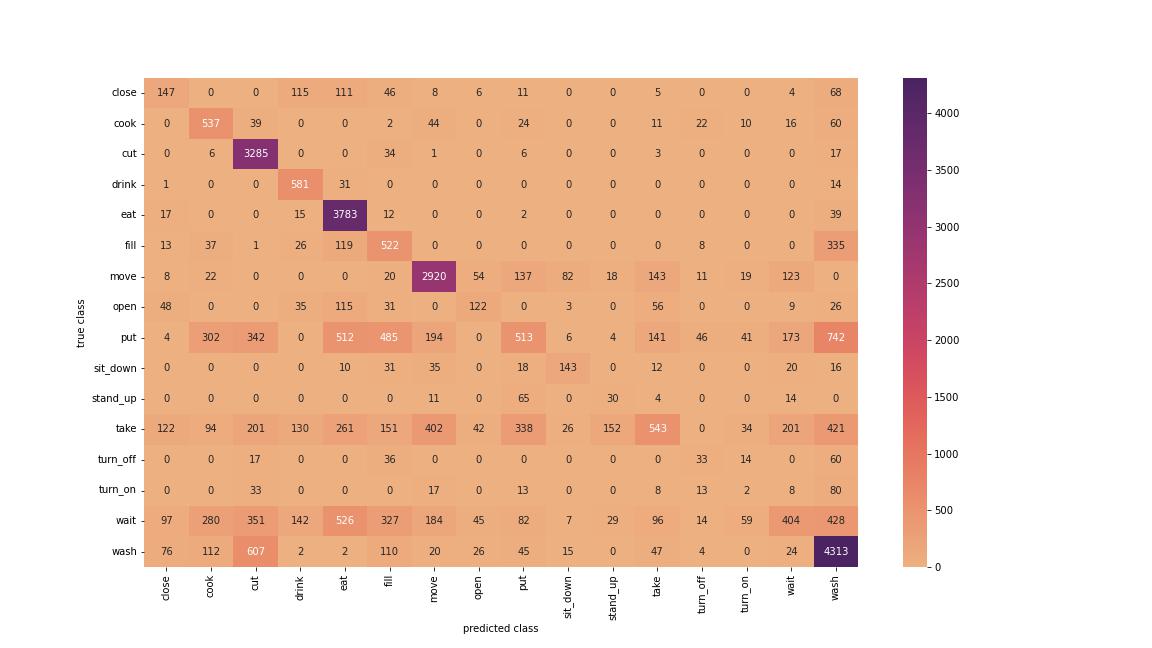 close 147 0 0 115 111 46 8 6 11 0 0 5 0 0 4 68
cook 0 537 39 0 0 2 44 0 24 0 0 11 22 10 16 60
cut 0 6 3285 0 0 34 1 0 6 0 0 3 0 0 0 17
drink 1 0 0 581 31 0 0 0 0 0 0 0 0 0 0 14
eat 17 0 0 15 3783 12 0 0 2 0 0 0 0 0 0 39
fill 13 37 1 26 119 522 0 0 0 0 0 0 8 0 0 335
move 8 22 0 0 0 20 2920 54 137 82 18 143 11 19 123 0
open 48 0 0 35 115 31 0 122 0 3 0 56 0 0 9 26
put 4 302 342 0 512 485 194 0 513 6 4 141 46 41 173 742
sit_down 0 0 0 0 10 31 35 0 18 143 0 12 0 0 20 16
stand_up 0 0 0 0 0 0 11 0 65 0 30 4 0 0 14 0
take 122 94 201 130 261 151 402 42 338 26 152 543 0 34 201 421
turn_off 0 0 17 0 0 36 0 0 0 0 0 0 33 14 0 60
turn_on 0 0 33 0 0 0 17 0 13 0 0 8 13 2 8 80
wait 97 280 351 142 526 327 184 45 82 7 29 96 14 59 404 428
wash 76 112 607 2 2 110 20 26 45 15 0 47 4 0 24 4313
close cook cut drink eat fill move open put sit_down stand_up take turn_off turn_on wait wash
predicted class
true class
4000
3500
3000
2500
2000
1500
1000
500
0